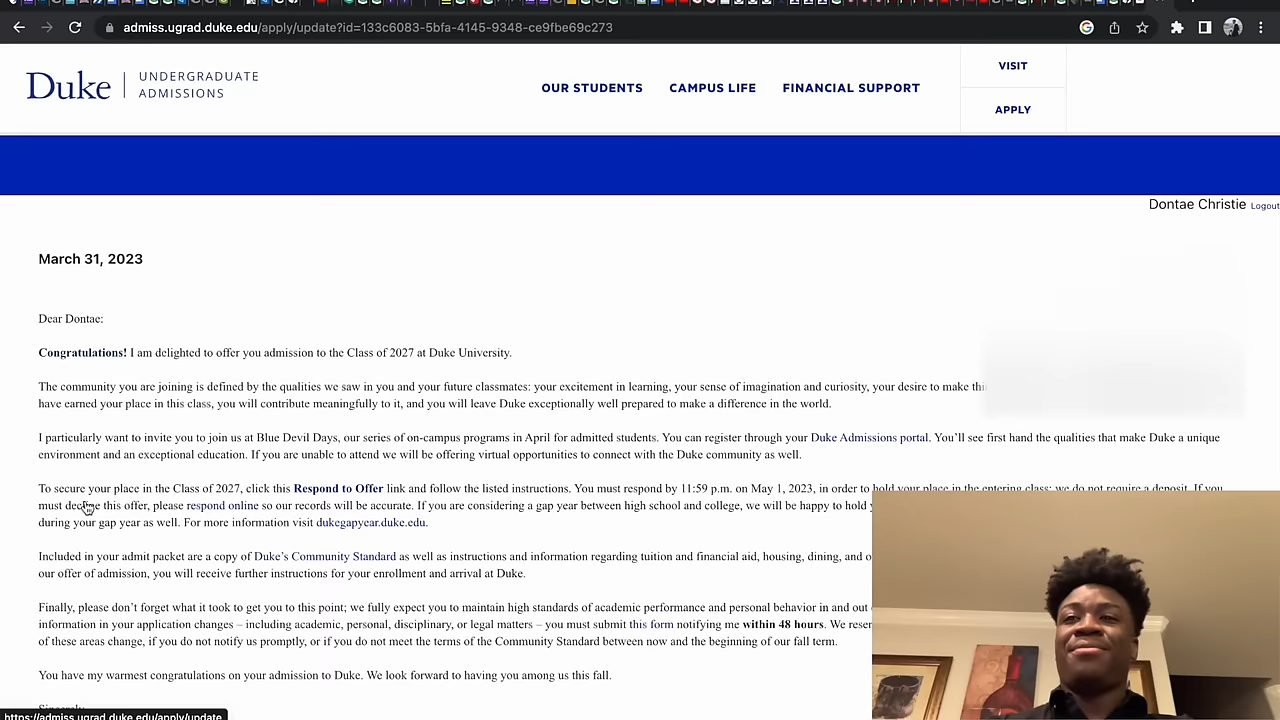 admiss.ugrad.duke.edu/apply/update?id=133c6083-5bfa-4145-9348-ce9fbe69c273
Duke
UNDERGRADUATE
ADMISSIONS
OUR STUDENTS
CAMPUS LIFE
FINANCIAL SUPPORT
VISIT
APPLY
Dontae Christie Logout
March 31, 2023
Dear Dontae:
Congratulations! I am delighted to offer you admission to the Class of 2027 at Duke University.
The community you are joining is defined by the qualities we saw in you and your future classmates: your excitement in learning, your sense of imagination and curiosity, your desire to make
have earned your place in this class, you will contribute meaningfully to it, and you will leave Duke exceptionally well prepared to make a difference in the world.
I particularly want to invite you to join us at Blue Devil Days, our series of on-campus programs in April for admitted students. You can register through your Duke Admissions portal. You'll see first hand the qualities that make Duke a unique
environment and an exceptional education. If you are unable to attend we will be offering virtual opportunities to connect with the Duke community as well.
To secure your place in the Class of 2027, click this Respond to Offer link and follow the listed instructions. You must respond by 11:59 p.m. on May 1, 2023, in order to hold your place in the entering class; we do not require a deposit. If you
must decline this offer, please respond online so our records will be accurate. If you are considering a gap year between high school and college, we will be happy to hold
during your gap year as well. For more information visit dukegapyear.duke.edu.
Included in your admit packet are a copy of Duke's Community Standard as well as instructions and information regarding tuition and financial aid, housing, dining, and
our offer of admission, you will receive further instructions for your enrollment and arrival at Duke.
Finally, please don't forget what it took to get you to this point; we fully expect you to maintain high standards of academic performance and personal behavior in and out
information in your application changes – including academic, personal, disciplinary, or legal matters – you must submit this form notifying me within 48 hours. We
of these areas change, if you do not notify us promptly, or if you do not meet the terms of the Community Standard between now and the beginning of our fall term.
You have my warmest congratulations on your admission to Duke. We look forward to having you among us this fall.
Sincerely,
https://admiss.ugrad.duke.edu/apply/update